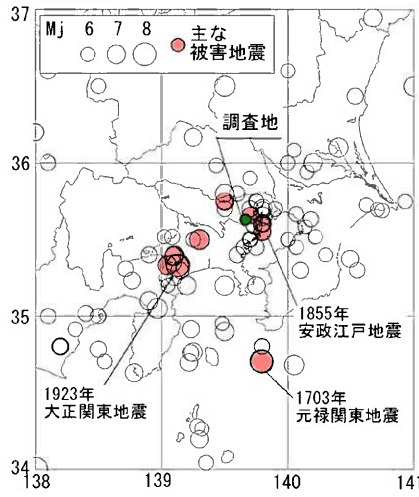 37
Mj 6 7 8
主な
被害地震
調査地
36
35
1855年
安政江戸地震
1923年
大正関東地震
1703年
元禄関東地震
34
138 139 140 141